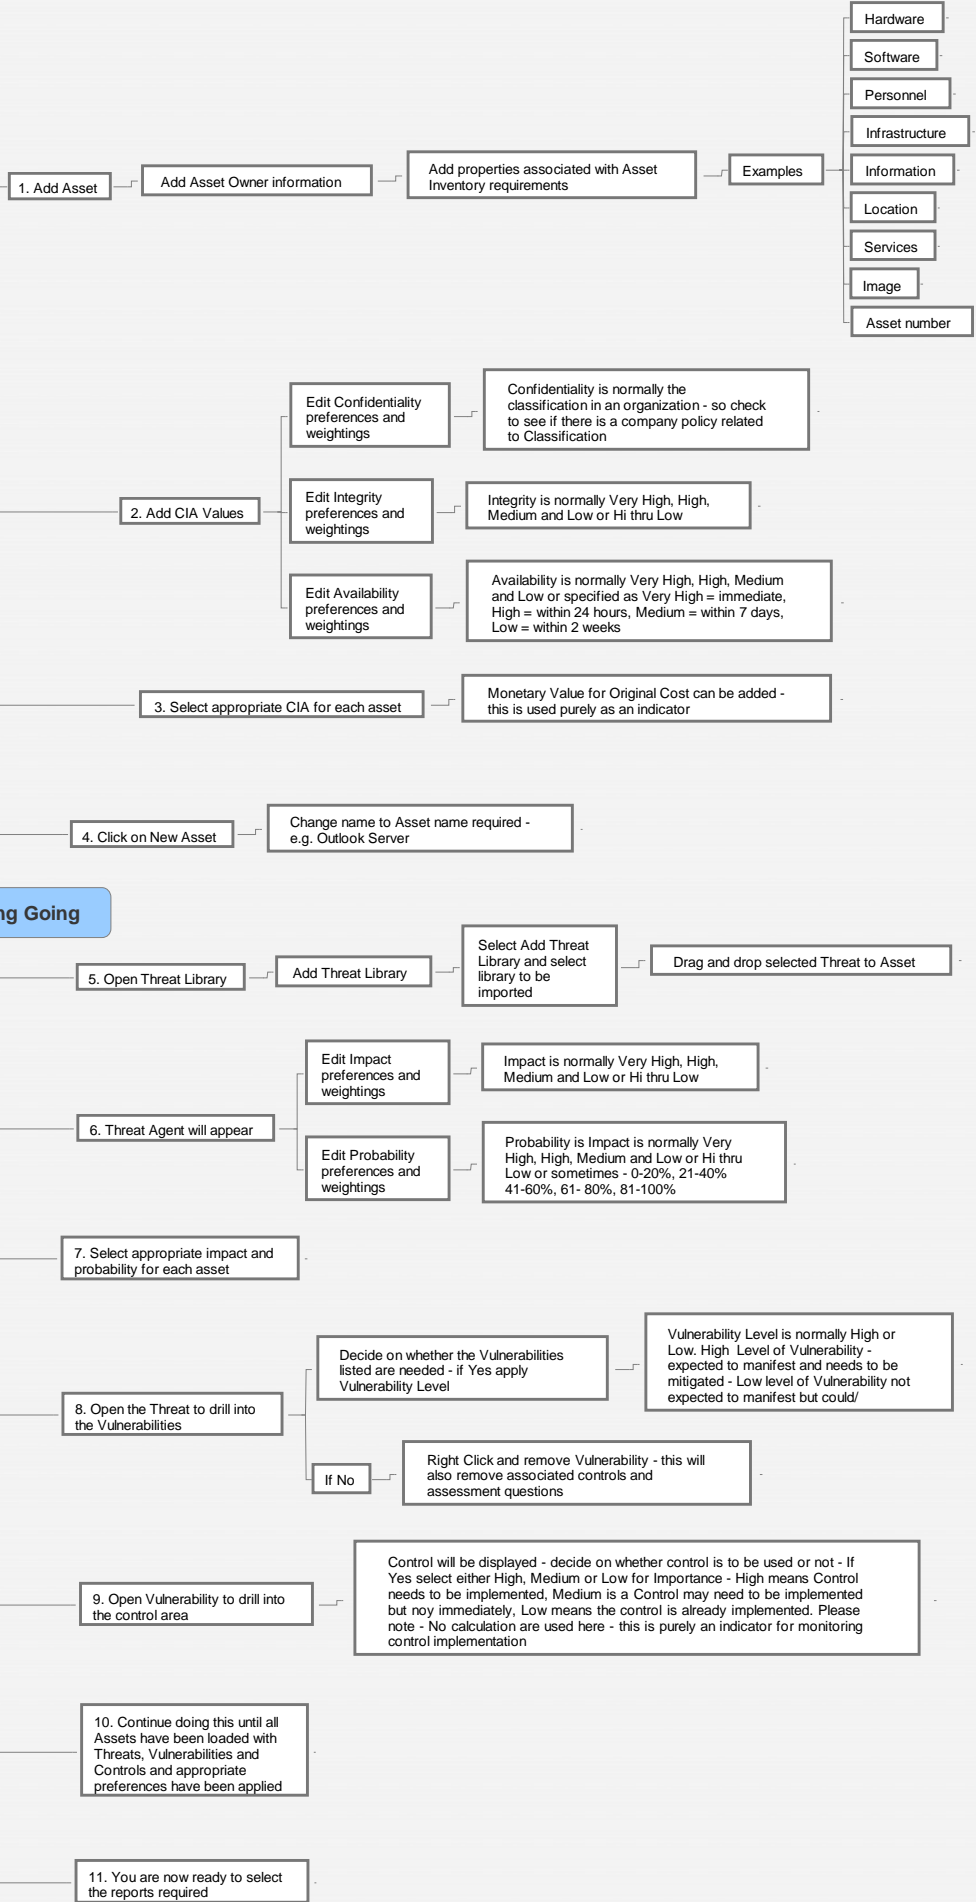 1. Add Asset
Add Asset Owner information
Add properties associated with Asset
Inventory requirements
Examples
Hardware
Software
Personnel
Infrastructure
Information
Location
Services
Image
Asset number
2. Add CIA Values
Edit Confidentiality
preferences and
weightings
Confidentiality is normally the
classification in an organization - so check
to see if there is a company policy related
to Classification
Edit Integrity
preferences and
weightings
Integrity is normally Very High, High,
Medium and Low or Hi thru Low
Edit Availability
preferences and
weightings
Availability is normally Very High, High, Medium
and Low or specified as Very High = immediate,
High = within 24 hours, Medium = within 7 days,
Low = within 2 weeks
3. Select appropriate CIA for each asset
Monetary Value for Original Cost can be added -
this is used purely as an indicator
4. Click on New Asset
Change name to Asset name required -
e.g. Outlook Server
ng Going
5. Open Threat Library
Add Threat Library
Select Add Threat
Library and select
library to be
imported
Drag and drop selected Threat to Asset
6. Threat Agent will appear
Edit Impact
preferences and
weightings
Impact is normally Very High, High,
Medium and Low or Hi thru Low
Edit Probability
preferences and
weightings
Probability is Impact is normally Very
High, High, Medium and Low or Hi thru
Low or sometimes - 0-20%, 21-40%
41-60%, 61- 80%, 81-100%
7. Select appropriate impact and
probability for each asset
8. Open the Threat to drill into
the Vulnerabilities
Decide on whether the Vulnerabilities
listed are needed - if Yes apply
Vulnerability Level
Vulnerability Level is normally High or
Low. High  Level of Vulnerability -
expected to manifest and needs to be
mitigated - Low level of Vulnerability not
expected to manifest but could/
If No
Right Click and remove Vulnerability - this will
also remove associated controls and
assessment questions
9. Open Vulnerability to drill into
the control area
Control will be displayed - decide on whether control is to be used or not - If
Yes select either High, Medium or Low for Importance - High means Control
needs to be implemented, Medium is a Control may need to be implemented
but noy immediately, Low means the control is already implemented. Please
note - No calculation are used here - this is purely an indicator for monitoring
control implementation
10. Continue doing this until all
Assets have been loaded with
Threats, Vulnerabilities and
Controls and appropriate
preferences have been applied
11. You are now ready to select
the reports required